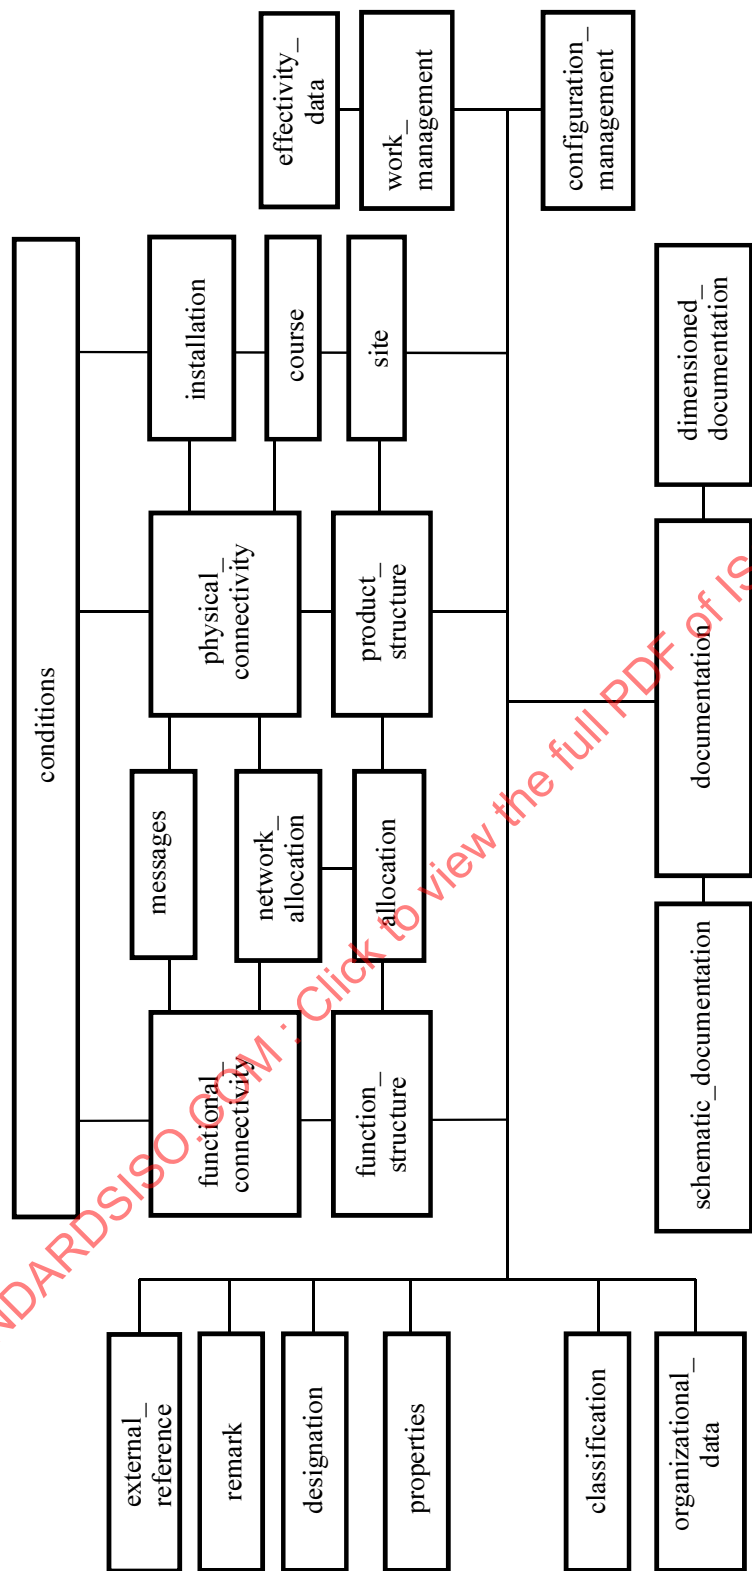 conditions
messages
functional_
connectivity
network_
allocation
physical_
connectivity
installation
course
function_
structure
allocation
product_
structure
site
effectivity_
data
work_
management
configuration_
management
external_
reference
remark
designation
properties
classification
organizational_
data
schematic_documentation
documentation
dimensioned_
documentation
NDARDSISO.COM : Click to view the full PDF of IS